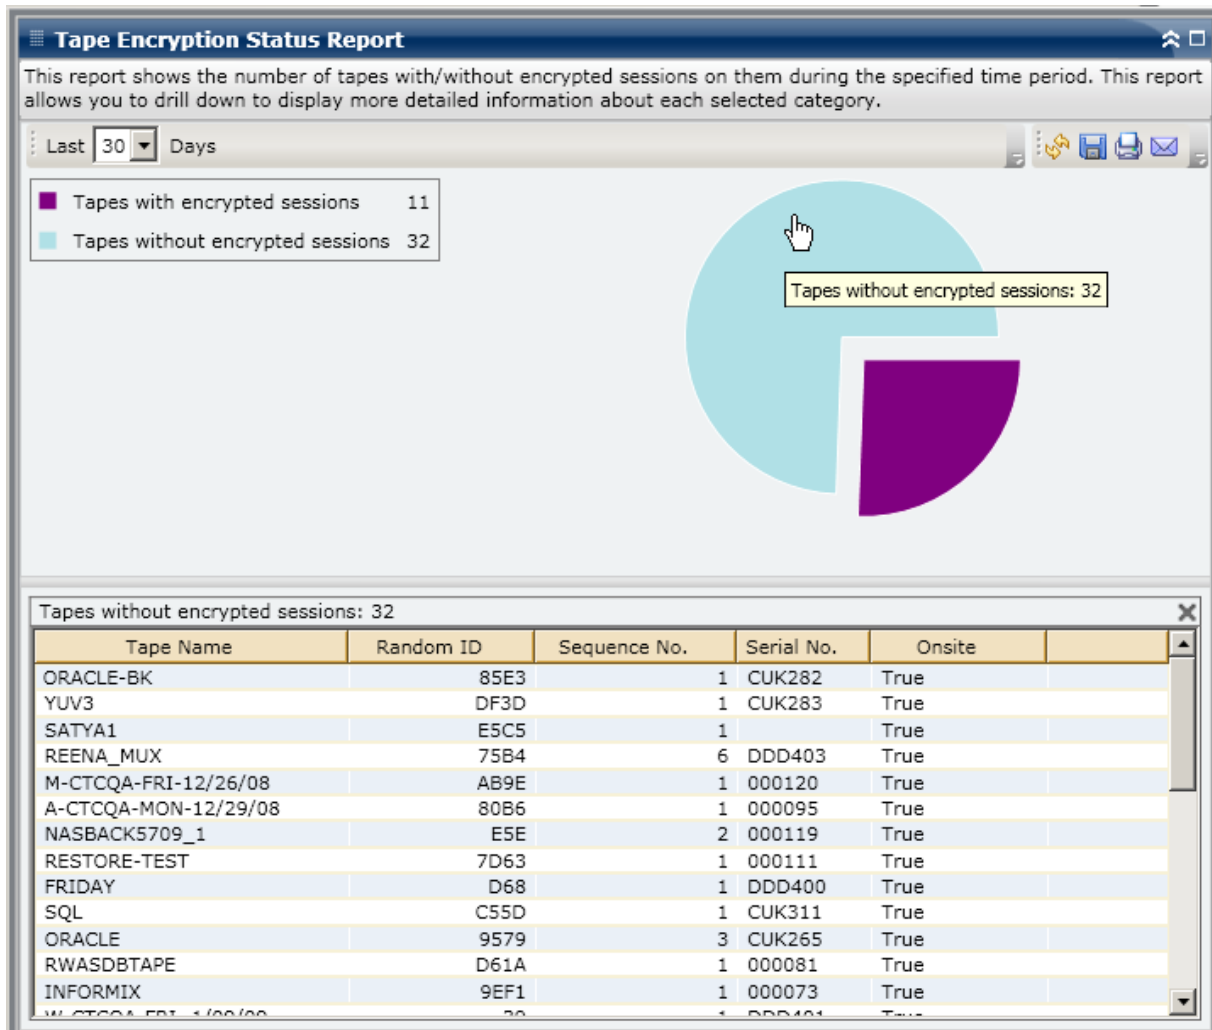 Tape Encryption Status Report
This report shows the number of tapes with/without encrypted sessions on them during the specified time period. This report
allows you to drill down to display more detailed information about each selected category.
Last 30 Days
Tapes with encrypted sessions 11
Tapes without encrypted sessions 32
Tapes without encrypted sessions: 32
Tapes without encrypted sessions: 32
Tape Name Random ID Sequence No. Serial No. Onsite
ORACLE-BK 85E3 1 CUK282 True
YUV3 DF3D 1 CUK283 True
SATYA1 E5C5 1 True
REENA_MUX 75B4 6 DDD403 True
M-CTCQA-FRI-12/26/08 AB9E 1 000120 True
A-CTCQA-MON-12/29/08 80B6 1 000095 True
NASBACK5709_1 E5E 2 000119 True
RESTORE-TEST 7D63 1 000111 True
FRIDAY D68 1 DDD400 True
SQL C55D 1 CUK311 True
ORACLE 9579 3 CUK265 True
RWASDBTAPE D61A 1 000081 True
INFORMIX 9EF1 1 000073 True